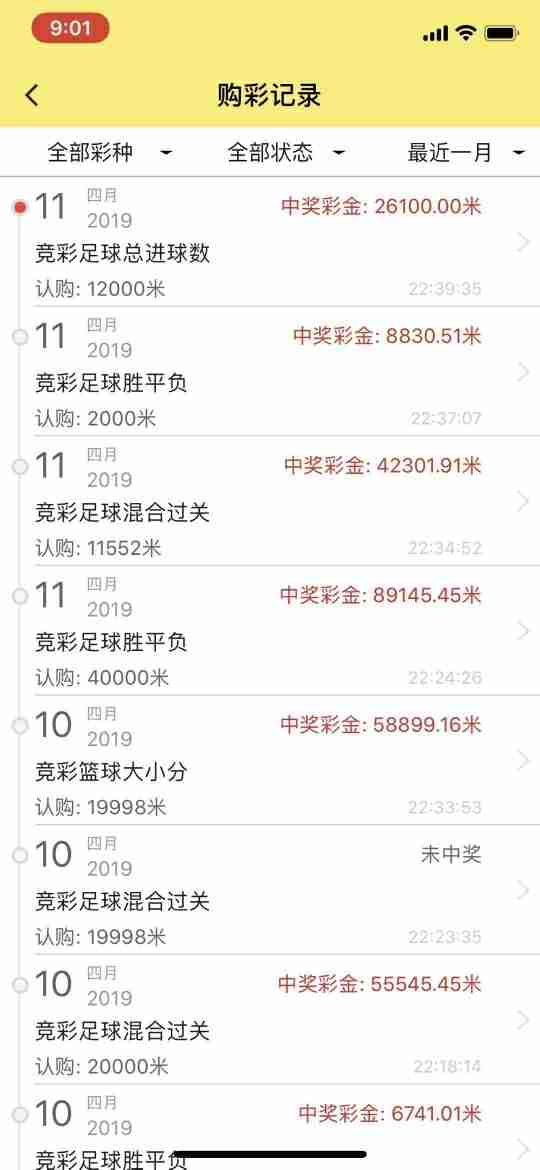 9:01
购彩记录
全部彩种 全部状态 最近一月
11 四月 2019 中奖彩金: 26100.00米
竞彩足球总进球数
认购: 12000米 22:39:35
11 四月 2019 中奖彩金: 8830.51米
竞彩足球胜平负
认购: 2000米 22:37:07
11 四月 2019 中奖彩金: 42301.91米
竞彩足球混合过关
认购: 11552米 22:34:52
11 四月 2019 中奖彩金: 89145.45米
竞彩足球胜平负
认购: 40000米 22:24:26
10 四月 2019 中奖彩金: 58899.16米
竞彩篮球大小分
认购: 19998米 22:33:53
10 四月 2019 未中奖
竞彩足球混合过关
认购: 19998米 22:23:35
10 四月 2019 中奖彩金: 55545.45米
竞彩足球混合过关
认购: 20000米 22:18:14
10 四月 2019 中奖彩金: 6741.01米
竞彩足球胜平负